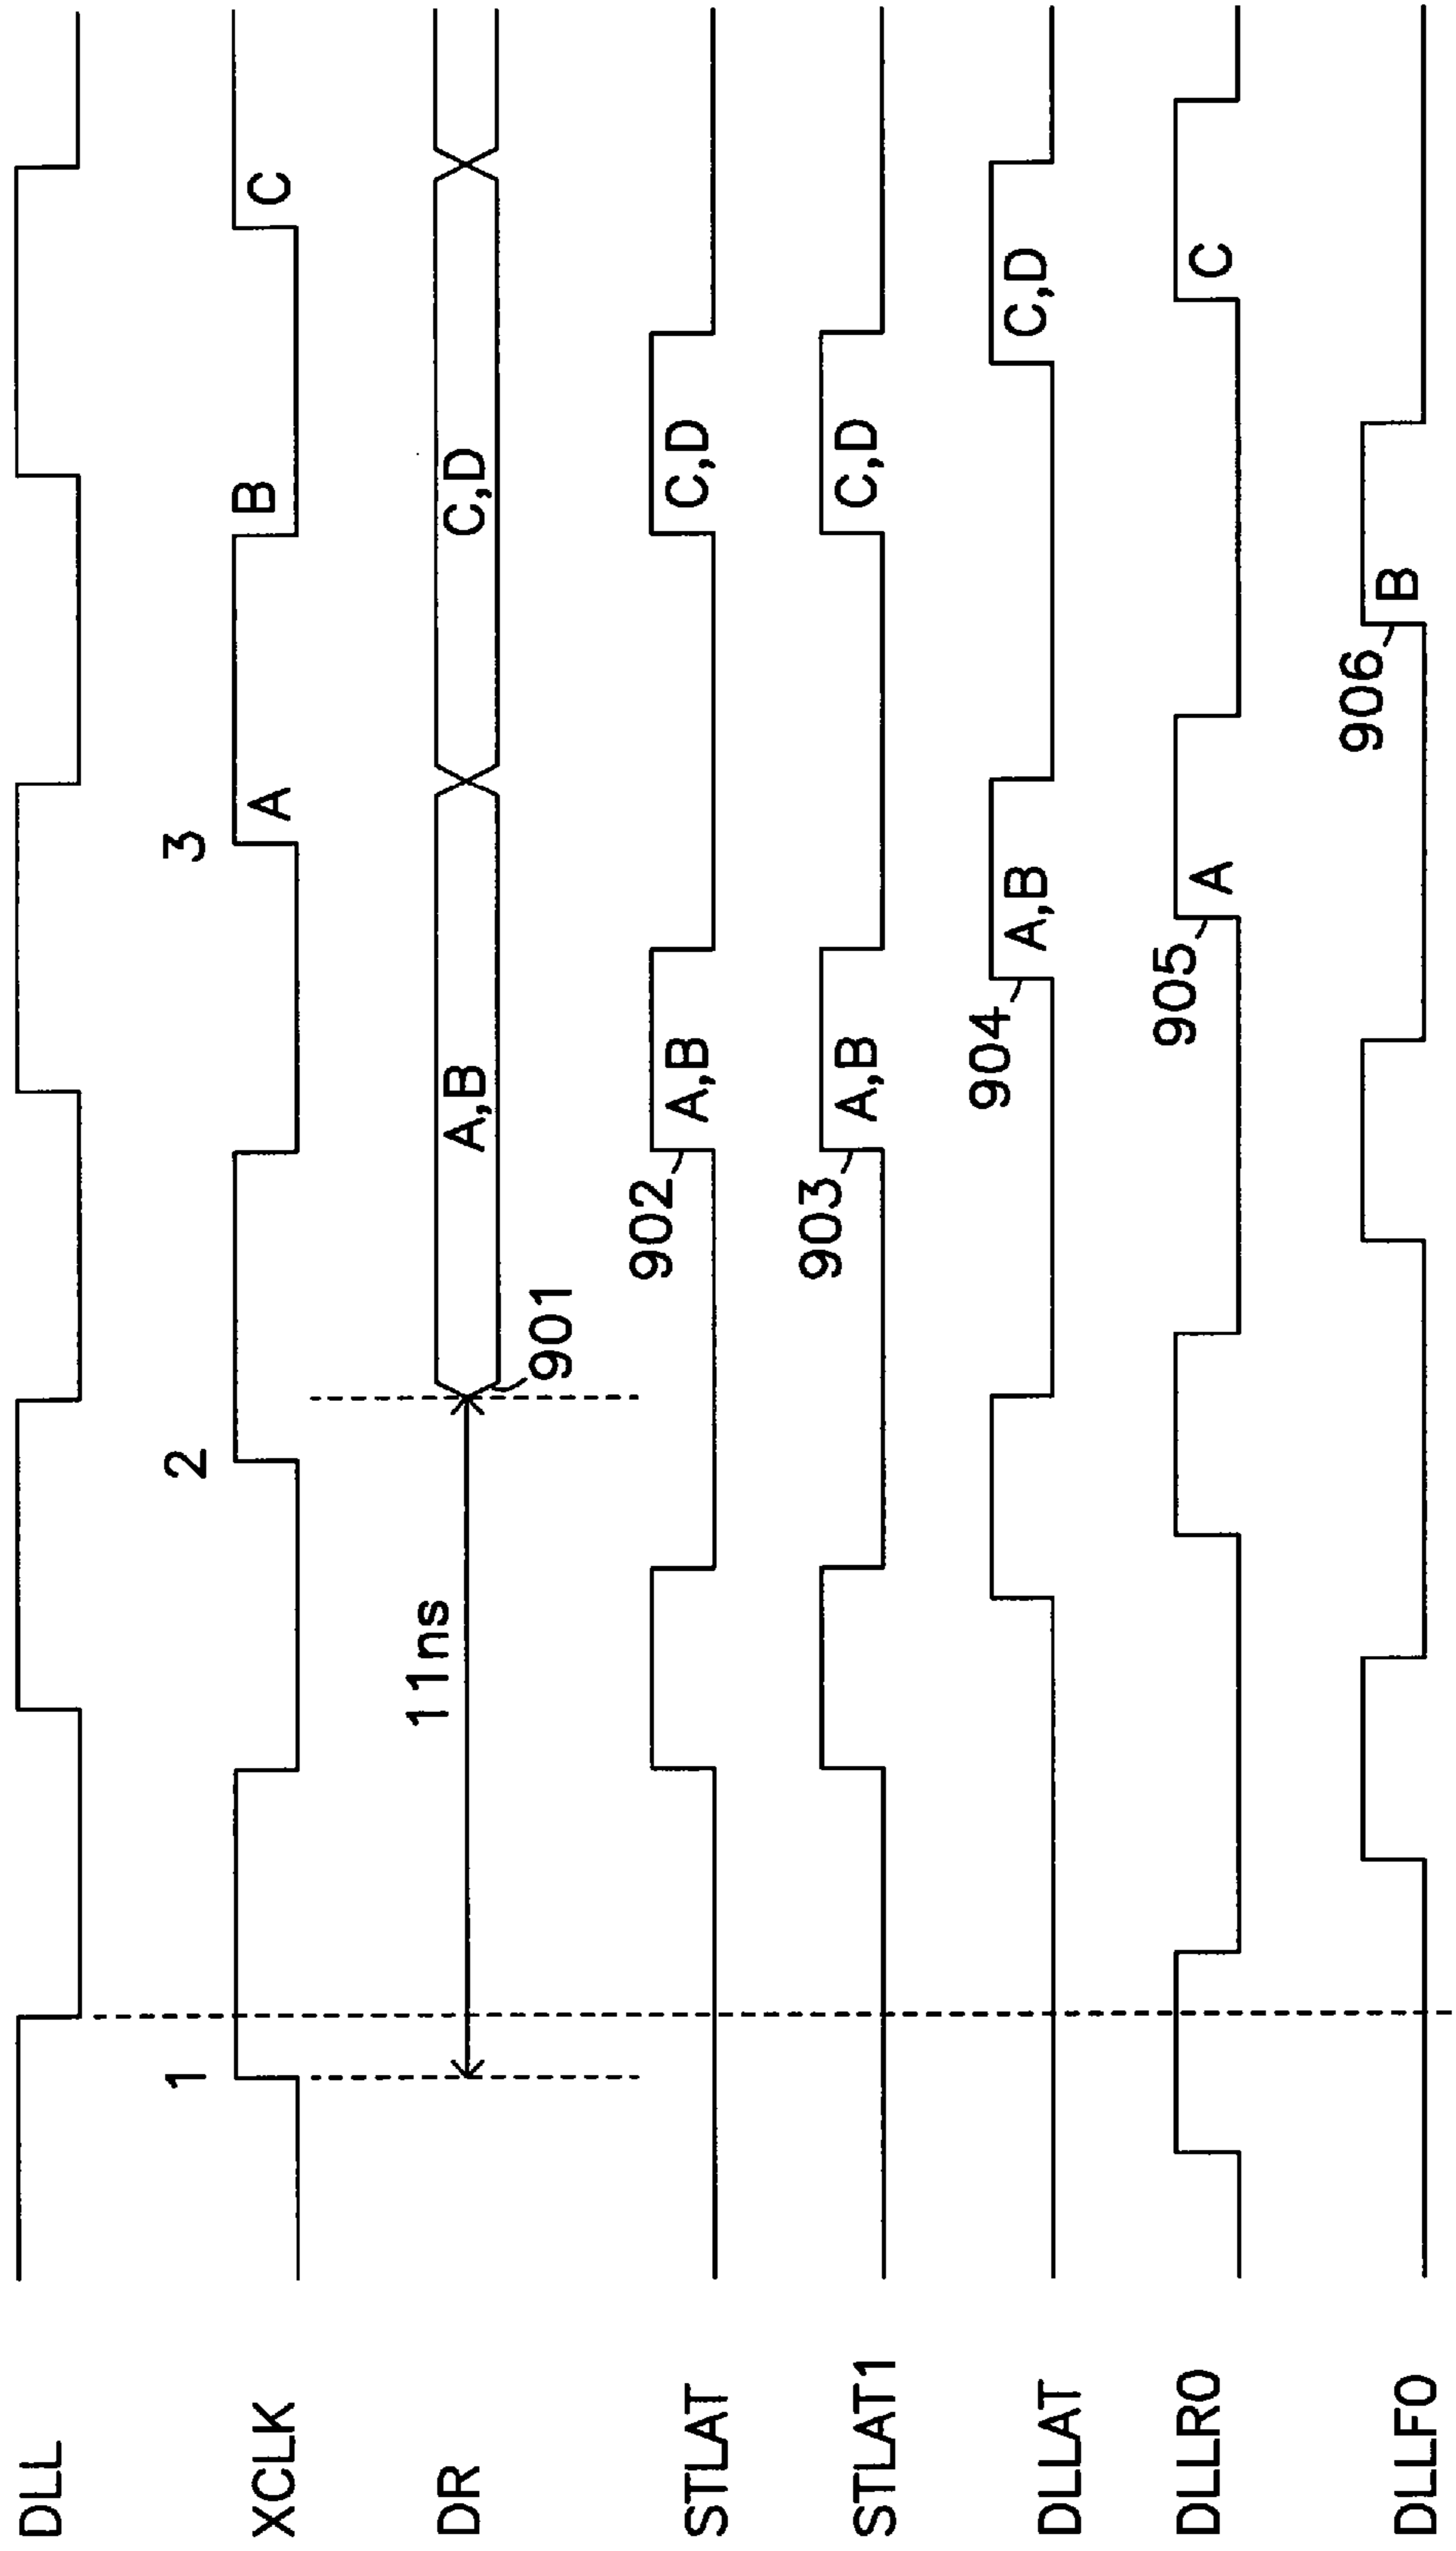 DLL
XCLK 1 2 3 A B C
DR 11ns 901 A,B C,D
STLAT 902 A,B C,D
STLAT1 903 A,B C,D
DLLAT 904 A,B C,D
DLLR0 905 A C
DLLF0 906 B